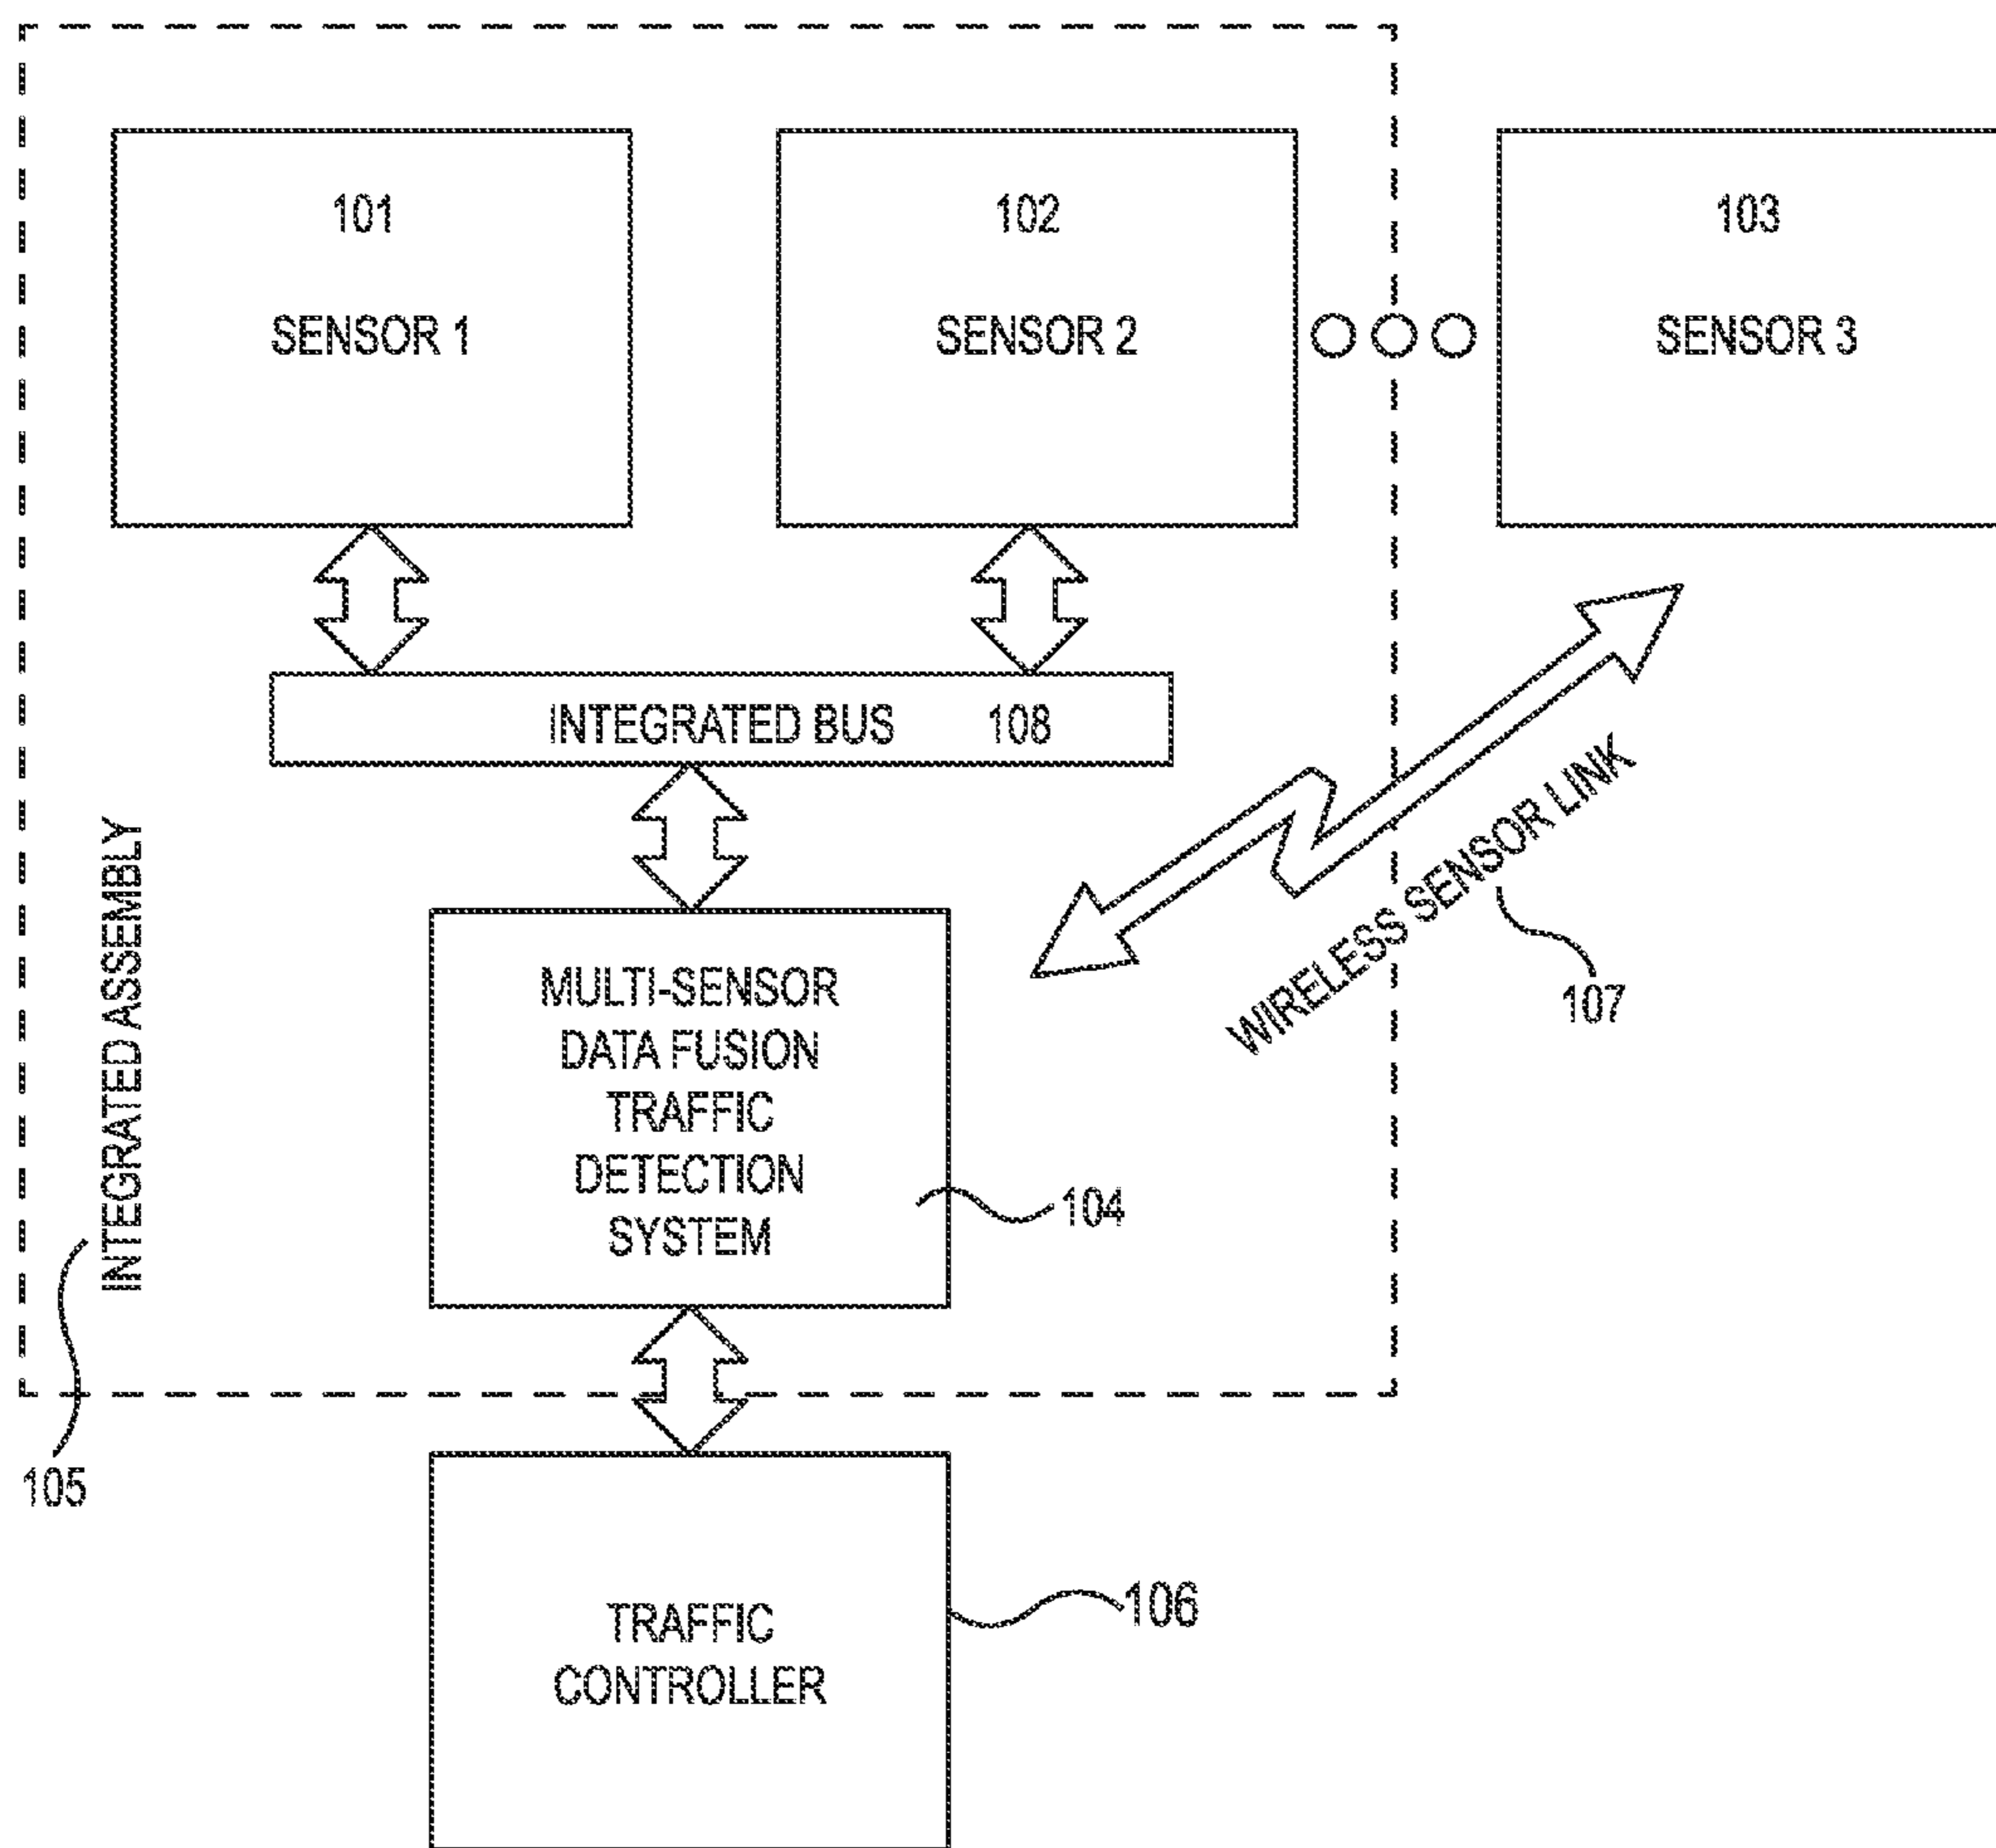 101
SENSOR 1
102
SENSOR 2
103
SENSOR 3
INTEGRATED BUS 108
WIRELESS SENSOR LINK
107
INTEGRATED ASSEMBLY
105
MULTI-SENSOR
DATA FUSION
TRAFFIC
DETECTION
SYSTEM
104
TRAFFIC
CONTROLLER
106